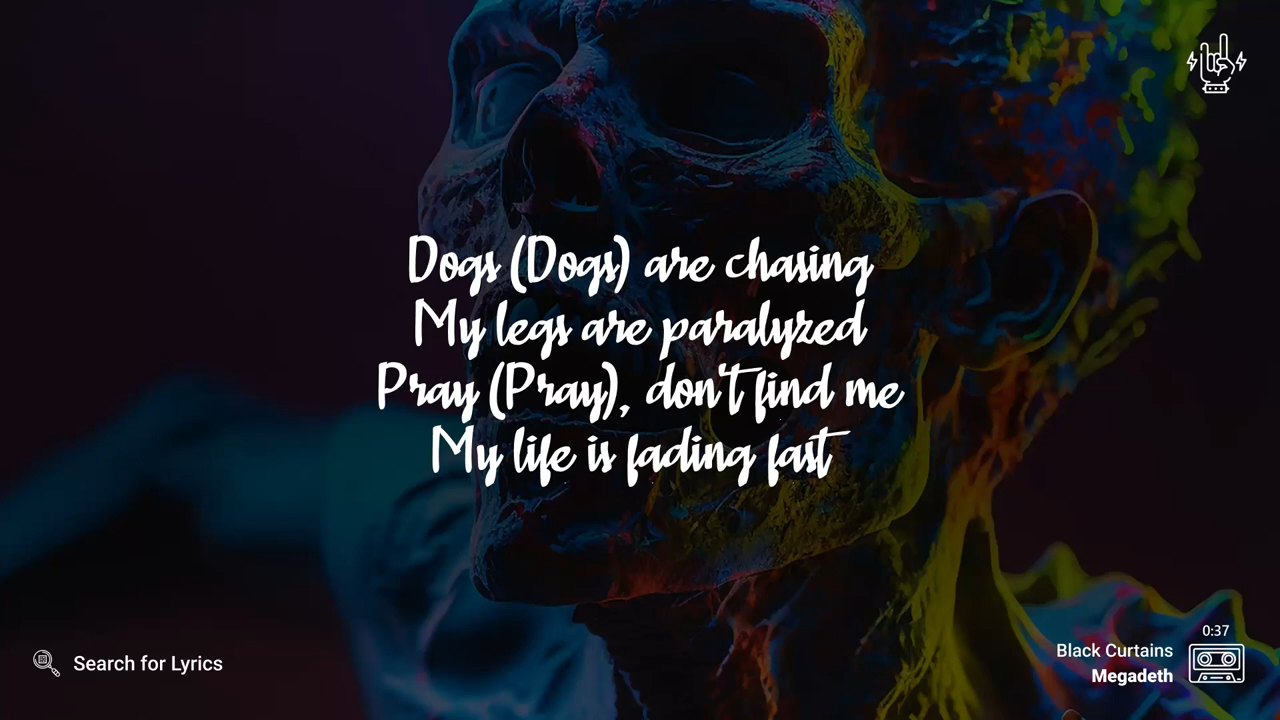 Dogs (Dogs) are chasing
My legs are paralyzed
Pray (Pray), don't find me
My life is fading fast
Search for Lyrics
0:37
Black Curtains
Megadeth